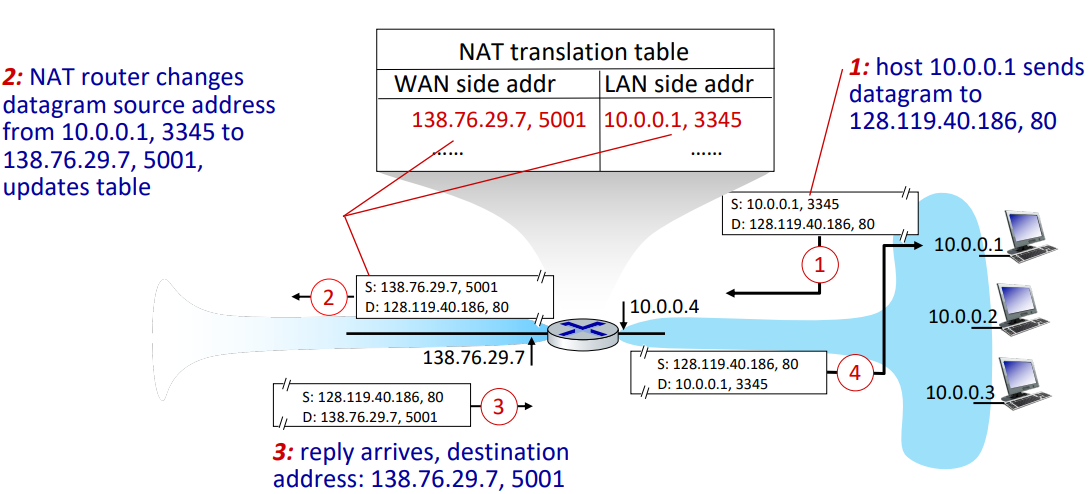 NAT translation table
WAN side addr LAN side addr
138.76.29.7, 5001 10.0.0.1, 3345
...... ......
2: NAT router changes
datagram source address
from 10.0.0.1, 3345 to
138.76.29.7, 5001,
updates table
1: host 10.0.0.1 sends
datagram to
128.119.40.186, 80
S: 10.0.0.1, 3345
D: 128.119.40.186, 80
1
10.0.0.1
S: 138.76.29.7, 5001
D: 128.119.40.186, 80
2
10.0.0.4
10.0.0.2
138.76.29.7
S: 128.119.40.186, 80
D: 10.0.0.1, 3345
4
10.0.0.3
S: 128.119.40.186, 80
D: 138.76.29.7, 5001
3
3: reply arrives, destination
address: 138.76.29.7, 5001